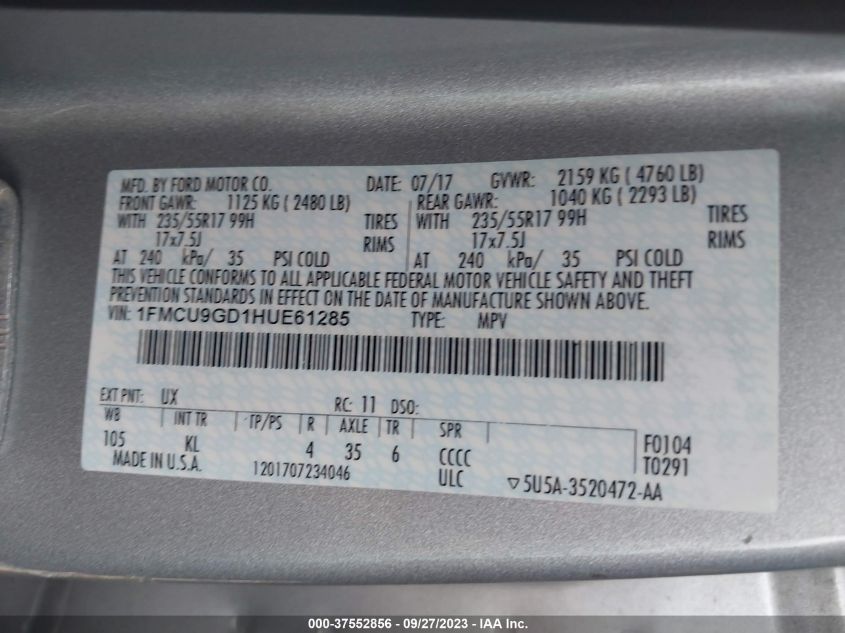 MFD. BY FORD MOTOR CO. DATE: 07/17 GVWR: 2159 KG ( 4760 LB)
FRONT GAWR: 1125 KG ( 2480 LB) REAR GAWR: 1040 KG ( 2293 LB)
WITH 235/55R17 99H TIRES WITH 235/55R17 99H TIRES
17x7.5J RIMS 17x7.5J RIMS
AT 240 kPa/ 35 PSI COLD AT 240 kPa/ 35 PSI COLD
THIS VEHICLE CONFORMS TO ALL APPLICABLE FEDERAL MOTOR VEHICLE SAFETY AND THEFT
PREVENTION STANDARDS IN EFFECT ON THE DATE OF MANUFACTURE SHOWN ABOVE.
VIN: 1FMCU9GD1HUE61285 TYPE: MPV
EXT PNT: UX RC: 11 DSO:
WB INT TR TP/PS R AXLE TR SPR
105 KL 4 35 6 CCCC F0104
MADE IN U.S.A. 1201707234046 ULC T0291
▽5U5A-3520472-AA
000-37552856 - 09/27/2023 - IAA Inc.